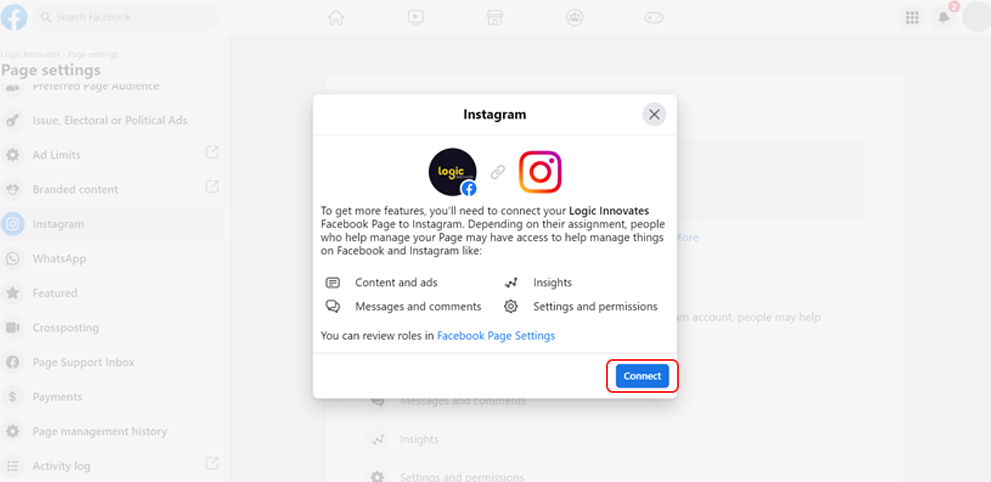 Search Facebook
2
Logic Innovates › Page settings
Page settings
Preferred Page Audience
Issue, Electoral or Political Ads
Ad Limits
Branded content
Instagram
WhatsApp
Featured
Crossposting
Page Support Inbox
Payments
Page management history
Activity log
Instagram
logic
To get more features, you'll need to connect your Logic Innovates
Facebook Page to Instagram. Depending on their assignment, people
who help manage your Page may have access to help manage things
on Facebook and Instagram like:
Content and ads
Insights
Messages and comments
Settings and permissions
You can review roles in Facebook Page Settings
Connect
More
am account, people may help
Messages and comments
Insights
Settings and permissions